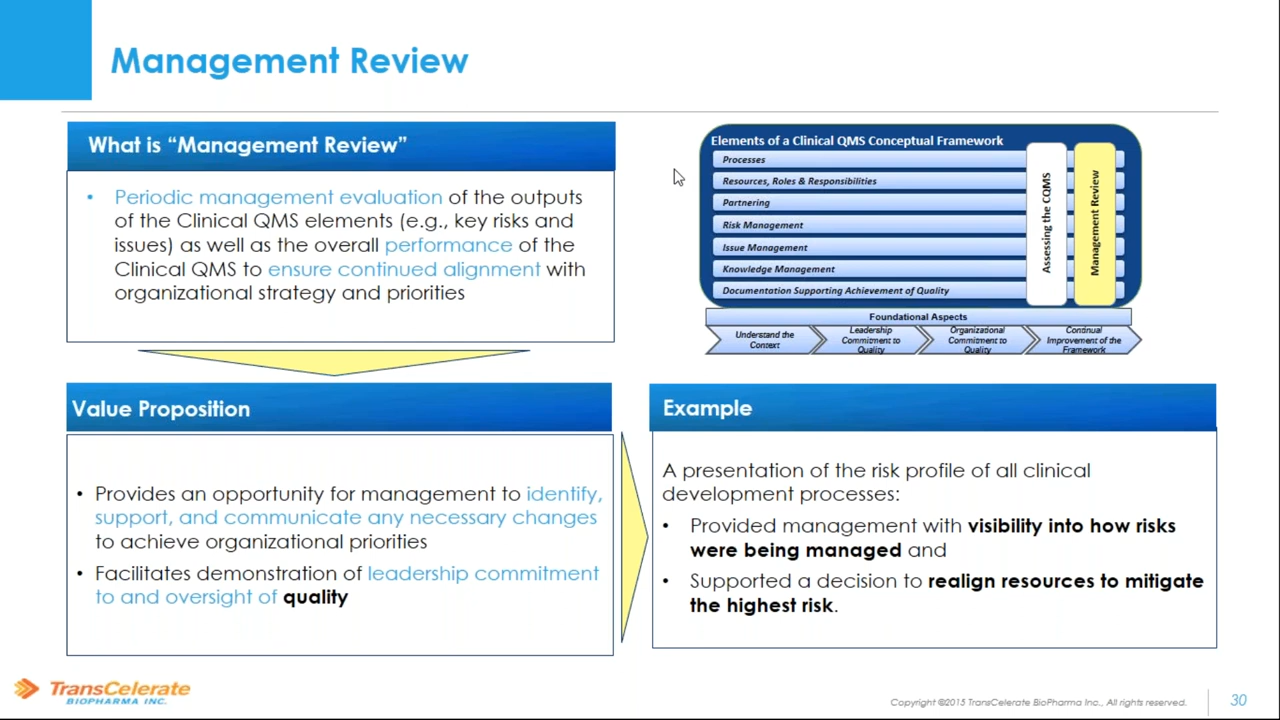 Management Review
What is “Management Review”
• Periodic management evaluation of the outputs
of the Clinical QMS elements (e.g., key risks and
issues) as well as the overall performance of the
Clinical QMS to ensure continued alignment with
organizational strategy and priorities
Elements of a Clinical QMS Conceptual Framework
Processes
Resources, Roles & Responsibilities
Partnering
Risk Management
Issue Management
Knowledge Management
Documentation Supporting Achievement of Quality
Assessing the CQMS
Management Review
Foundational Aspects
Understand the
Context
Leadership
Commitment to
Quality
Organizational
Commitment to
Quality
Continual
Improvement of the
Framework
Value Proposition
• Provides an opportunity for management to identify,
support, and communicate any necessary changes
to achieve organizational priorities
• Facilitates demonstration of leadership commitment
to and oversight of quality
Example
A presentation of the risk profile of all clinical
development processes:
• Provided management with visibility into how risks
were being managed and
• Supported a decision to realign resources to mitigate
the highest risk.
TransCelerate
BIOPHARMA INC.
Copyright ©2015 TransCelerate BioPharma Inc., All rights reserved.
30